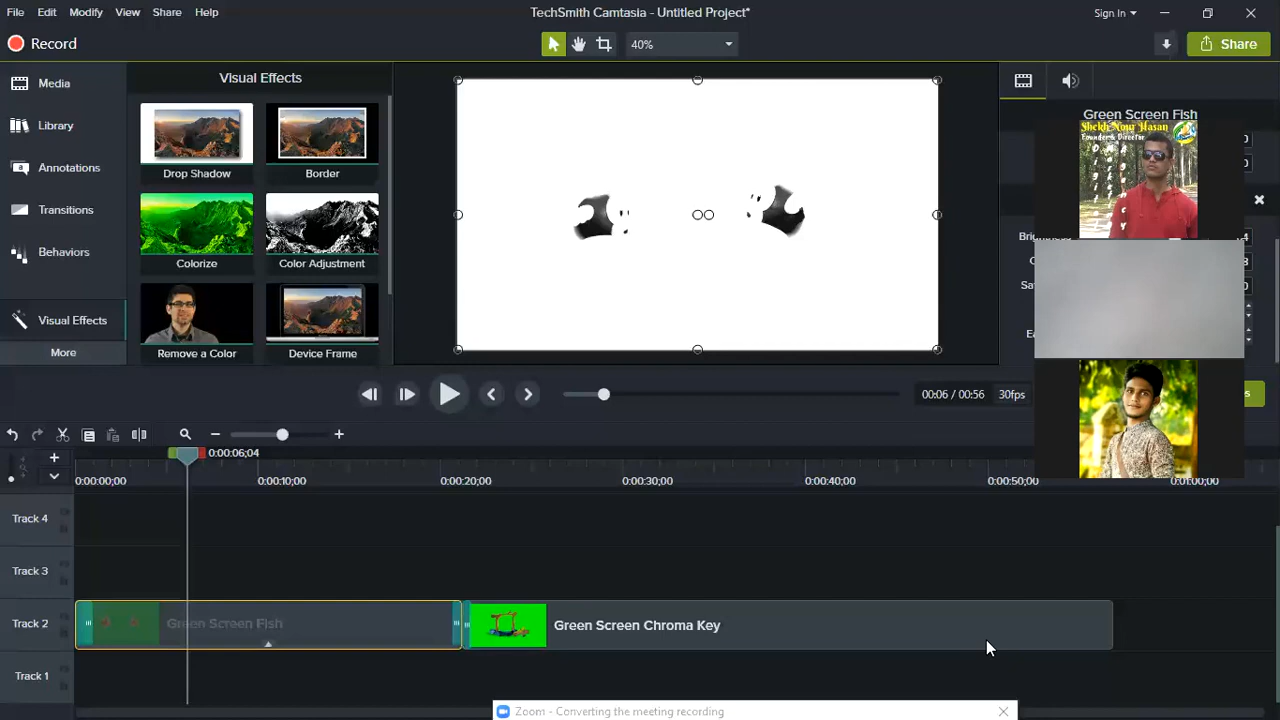 File Edit Modify View Share Help
TechSmith Camtasia - Untitled Project*
Sign In
Record
40%
Share
Media
Library
Annotations
Transitions
Behaviors
Visual Effects
More
Visual Effects
Drop Shadow
Border
Colorize
Color Adjustment
Remove a Color
Device Frame
Green Screen Fish
Shekh Nour Hasan
Founder & Director
00:06 / 00:56
30fps
0:00:06;04
0:00:00;00
0:00:10;00
0:00:20;00
0:00:30;00
0:00:40;00
0:00:50;00
0:01:00;00
Track 4
Track 3
Track 2
Green Screen Fish
Green Screen Chroma Key
Track 1
Zoom - Converting the meeting recording